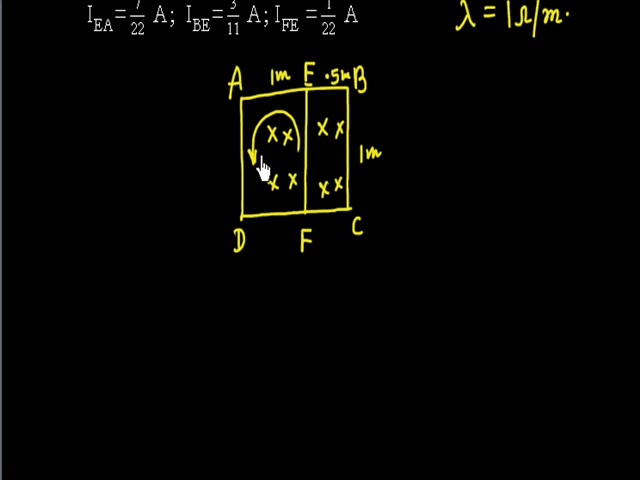 I_EA=7/22 A; I_BE=3/11 A; I_FE=1/22 A
λ = 1Ω/m.
A 1m E .5m B
x x x x
1m
x x x x
D F C